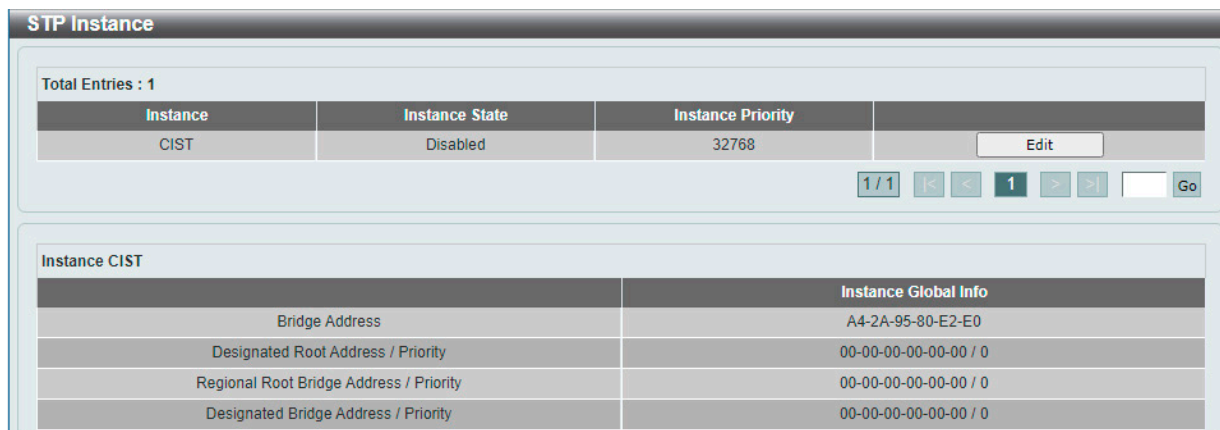 STP Instance
Total Entries : 1
Instance Instance State Instance Priority
CIST Disabled 32768 Edit
1 / 1 |< < 1 > >| Go
Instance CIST
Instance Global Info
Bridge Address A4-2A-95-80-E2-E0
Designated Root Address / Priority 00-00-00-00-00-00 / 0
Regional Root Bridge Address / Priority 00-00-00-00-00-00 / 0
Designated Bridge Address / Priority 00-00-00-00-00-00 / 0